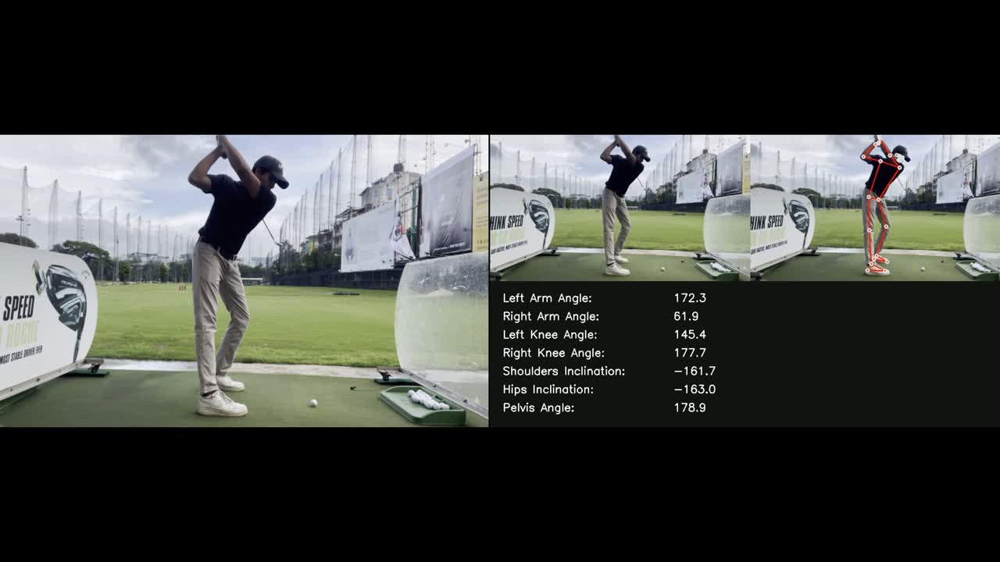 SPEED
MOST STABLE DRIVER EVER
HINK SPEED
HINK SPEED
Left Arm Angle: 172.3
Right Arm Angle: 61.9
Left Knee Angle: 145.4
Right Knee Angle: 177.7
Shoulders Inclination: -161.7
Hips Inclination: -163.0
Pelvis Angle: 178.9